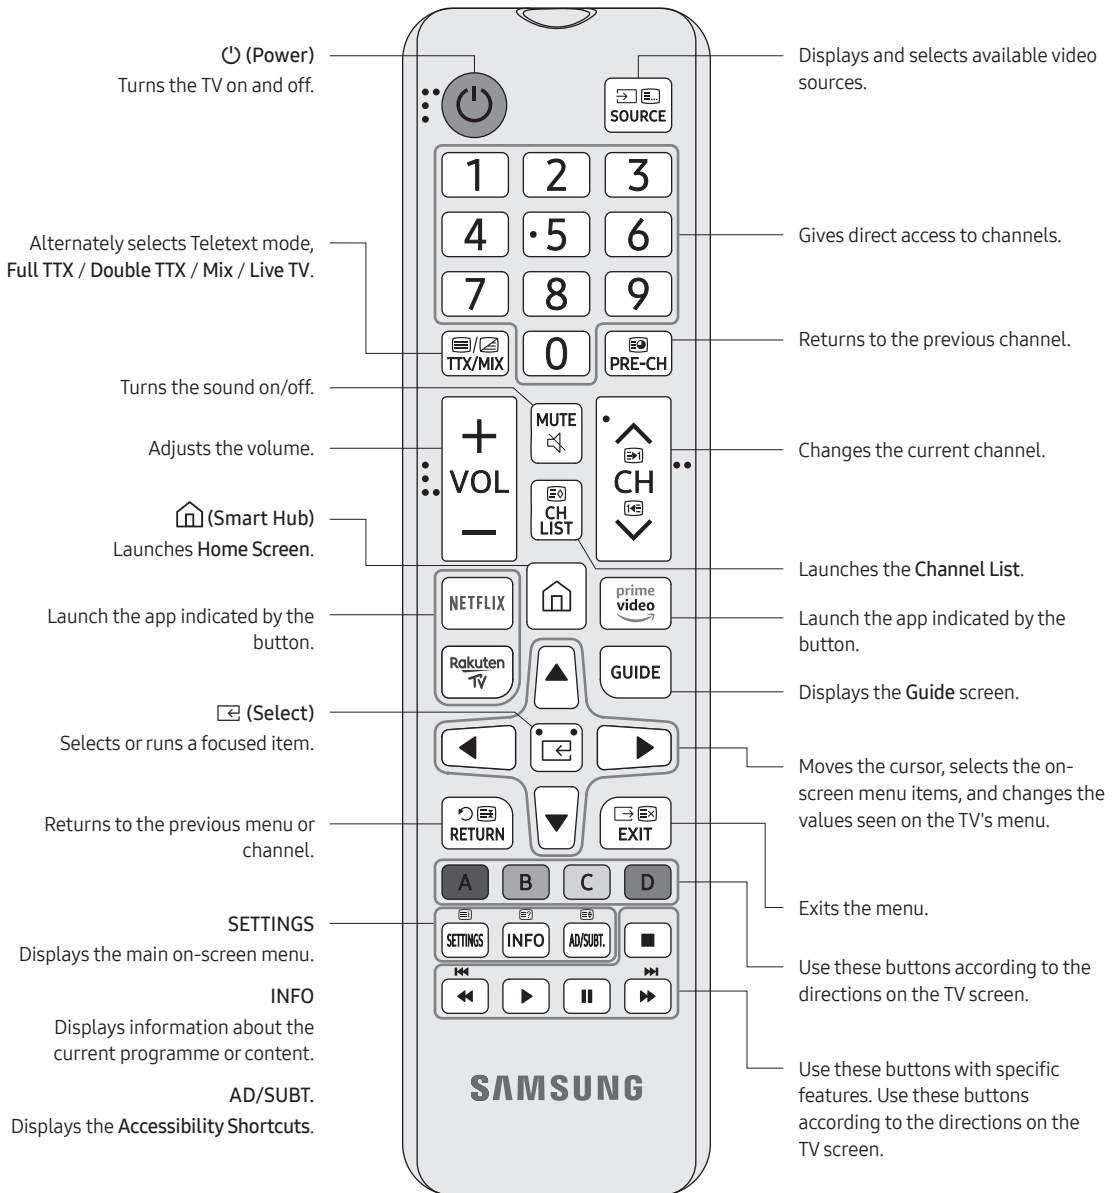 (Power)
Turns the TV on and off.
Displays and selects available video
sources.
SOURCE
1 2 3
4 5 6
7 8 9
0
Alternately selects Teletext mode,
Full TTX / Double TTX / Mix / Live TV.
Gives direct access to channels.
TTX/MIX
PRE-CH
Returns to the previous channel.
Turns the sound on/off.
MUTE
Adjusts the volume.
+
VOL
–
CH
Changes the current channel.
CH
LIST
(Smart Hub)
Launches Home Screen.
Launches the Channel List.
NETFLIX
prime
video
Launch the app indicated by the
button.
Launch the app indicated by the
button.
Rakuten
TV
GUIDE
Displays the Guide screen.
(Select)
Selects or runs a focused item.
Moves the cursor, selects the on-
screen menu items, and changes the
values seen on the TV's menu.
Returns to the previous menu or
channel.
RETURN
EXIT
A B C D
Exits the menu.
SETTINGS
Displays the main on-screen menu.
SETTINGS INFO AD/SUBT.
Use these buttons according to the
directions on the TV screen.
INFO
Displays information about the
current programme or content.
AD/SUBT.
Displays the Accessibility Shortcuts.
SAMSUNG
Use these buttons with specific
features. Use these buttons
according to the directions on the
TV screen.